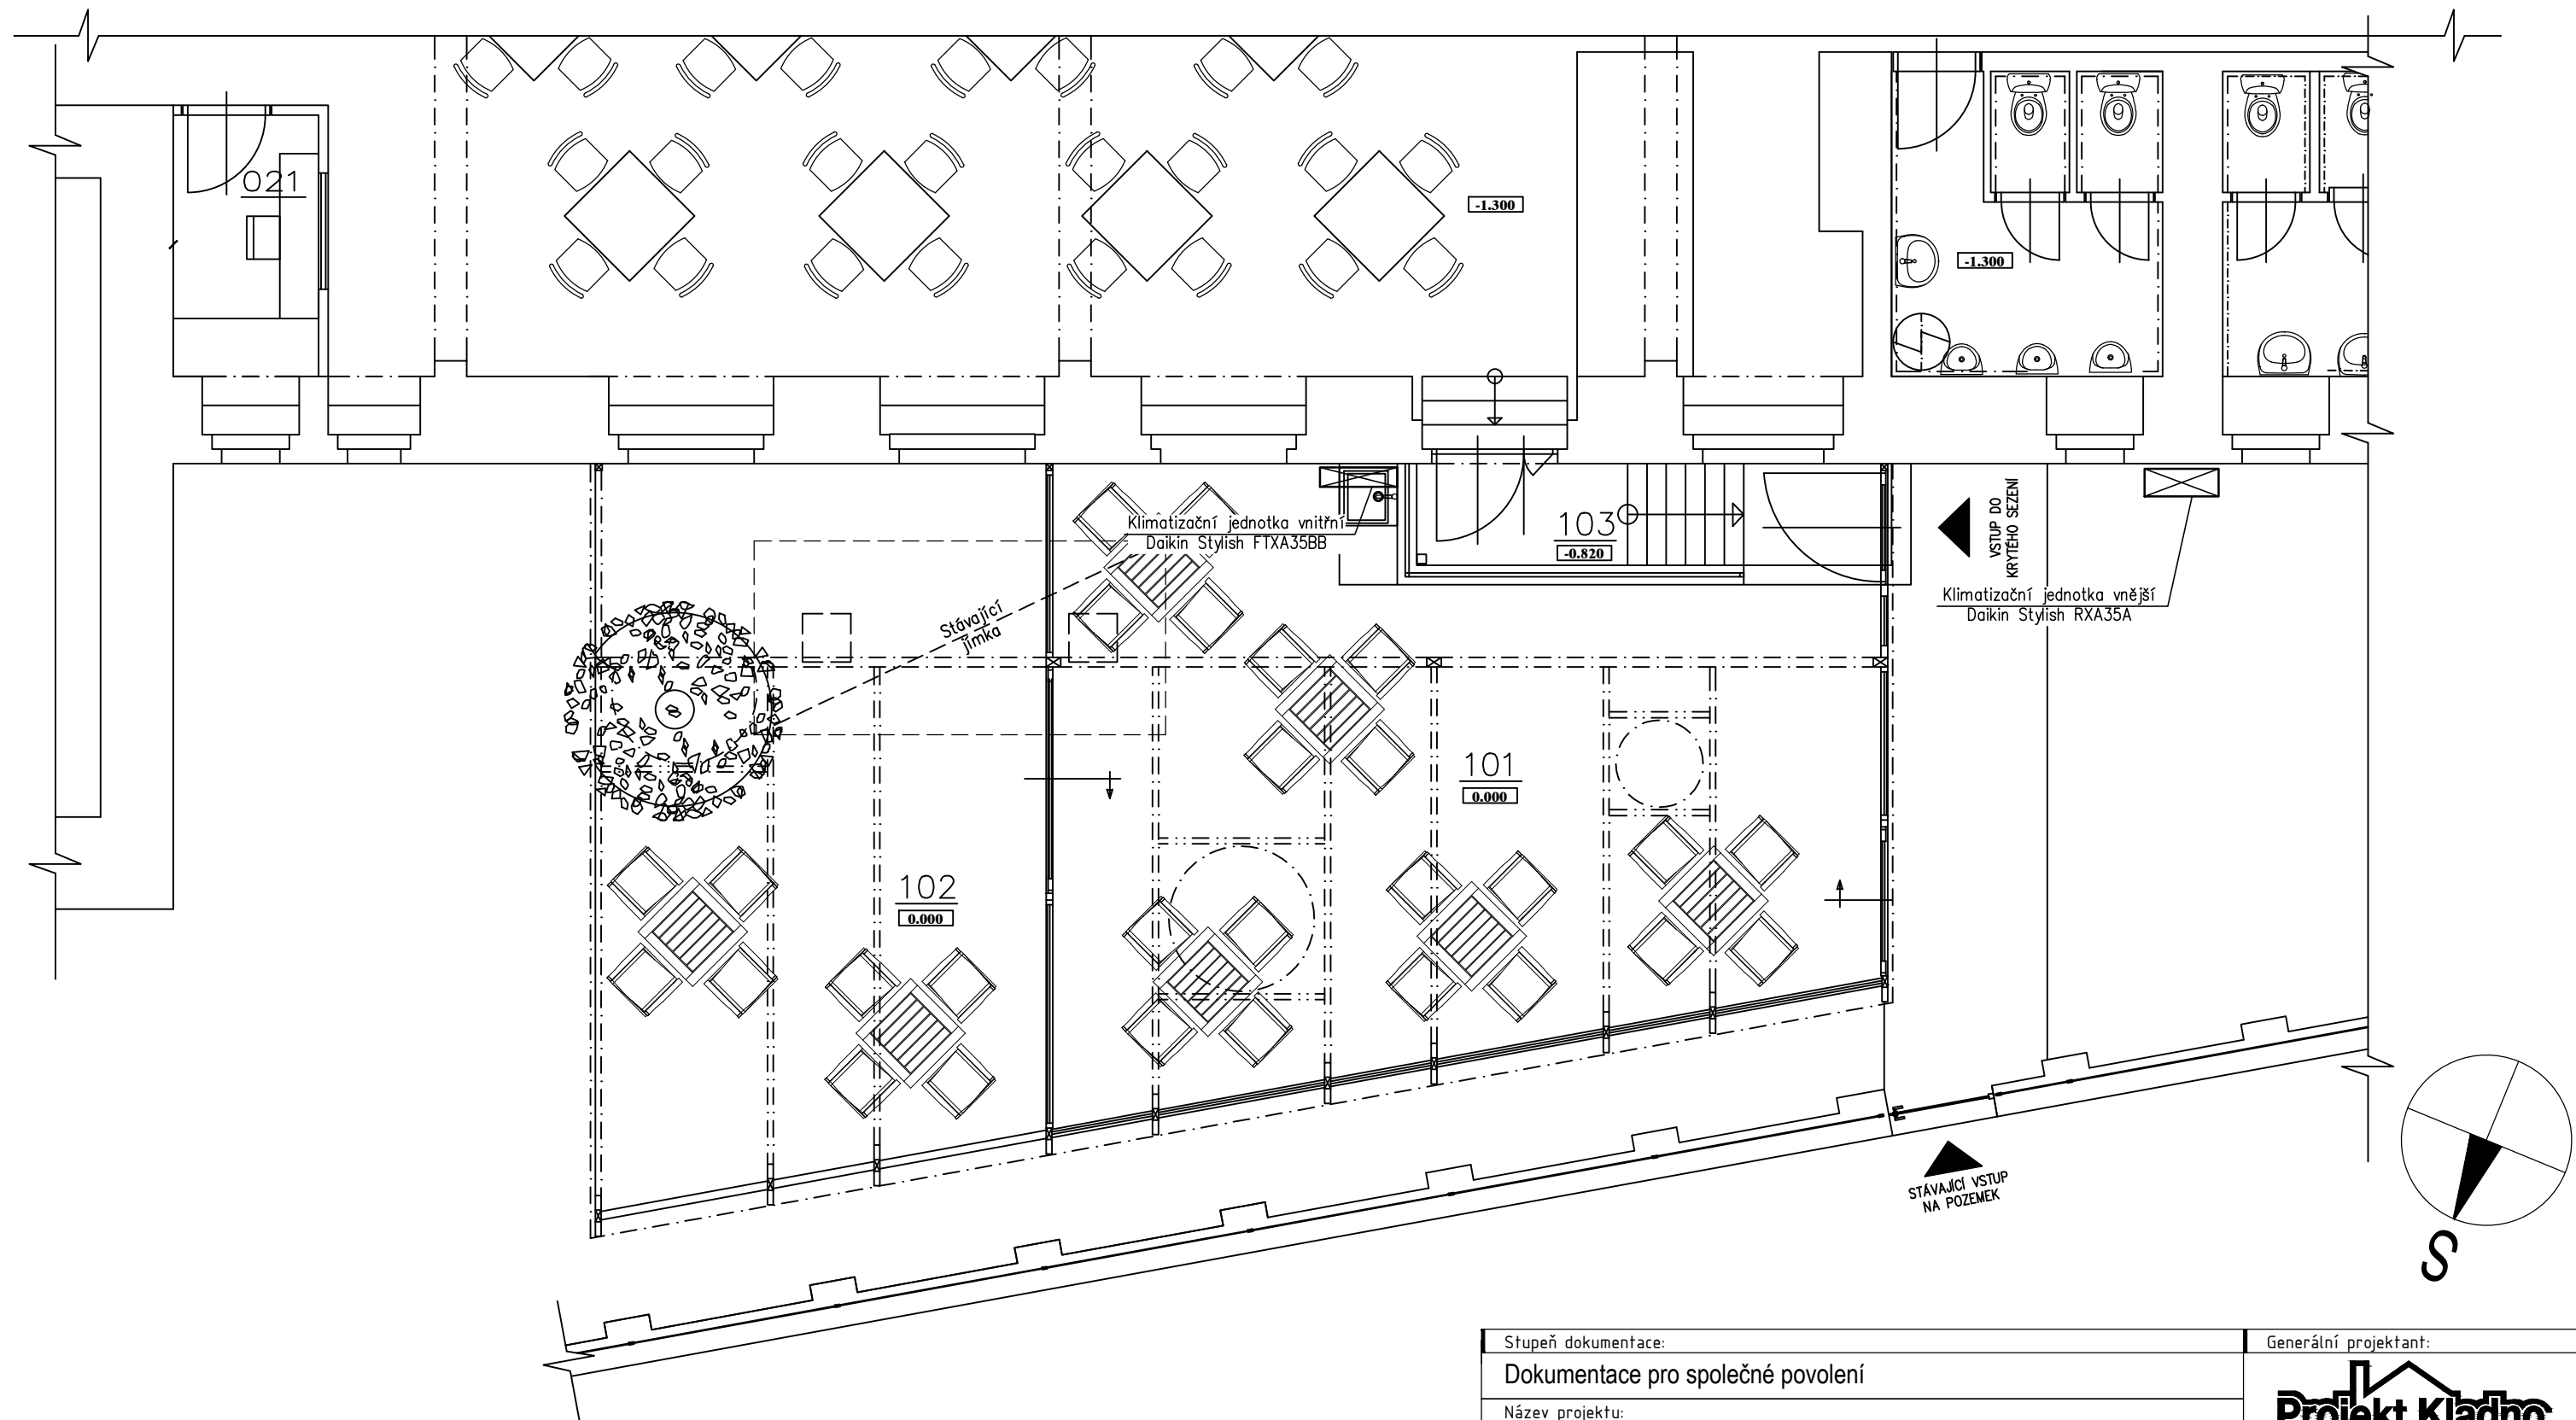 021
-1.300
-1.300
Klimatizační jednotka vnitřní
Daikin Stylish FTXA35BB
103
-0.820
VSTUP DO
KRYTÉHO SEZENÍ
Klimatizační jednotka vnější
Daikin Stylish RXA35A
Stávající
jímka
101
0.000
102
0.000
STÁVAJÍCÍ VSTUP
NA POZEMEK
S
Stupeň dokumentace:
Generální projektant:
Dokumentace pro společné povolení
Název projektu:
Projekt Kladno